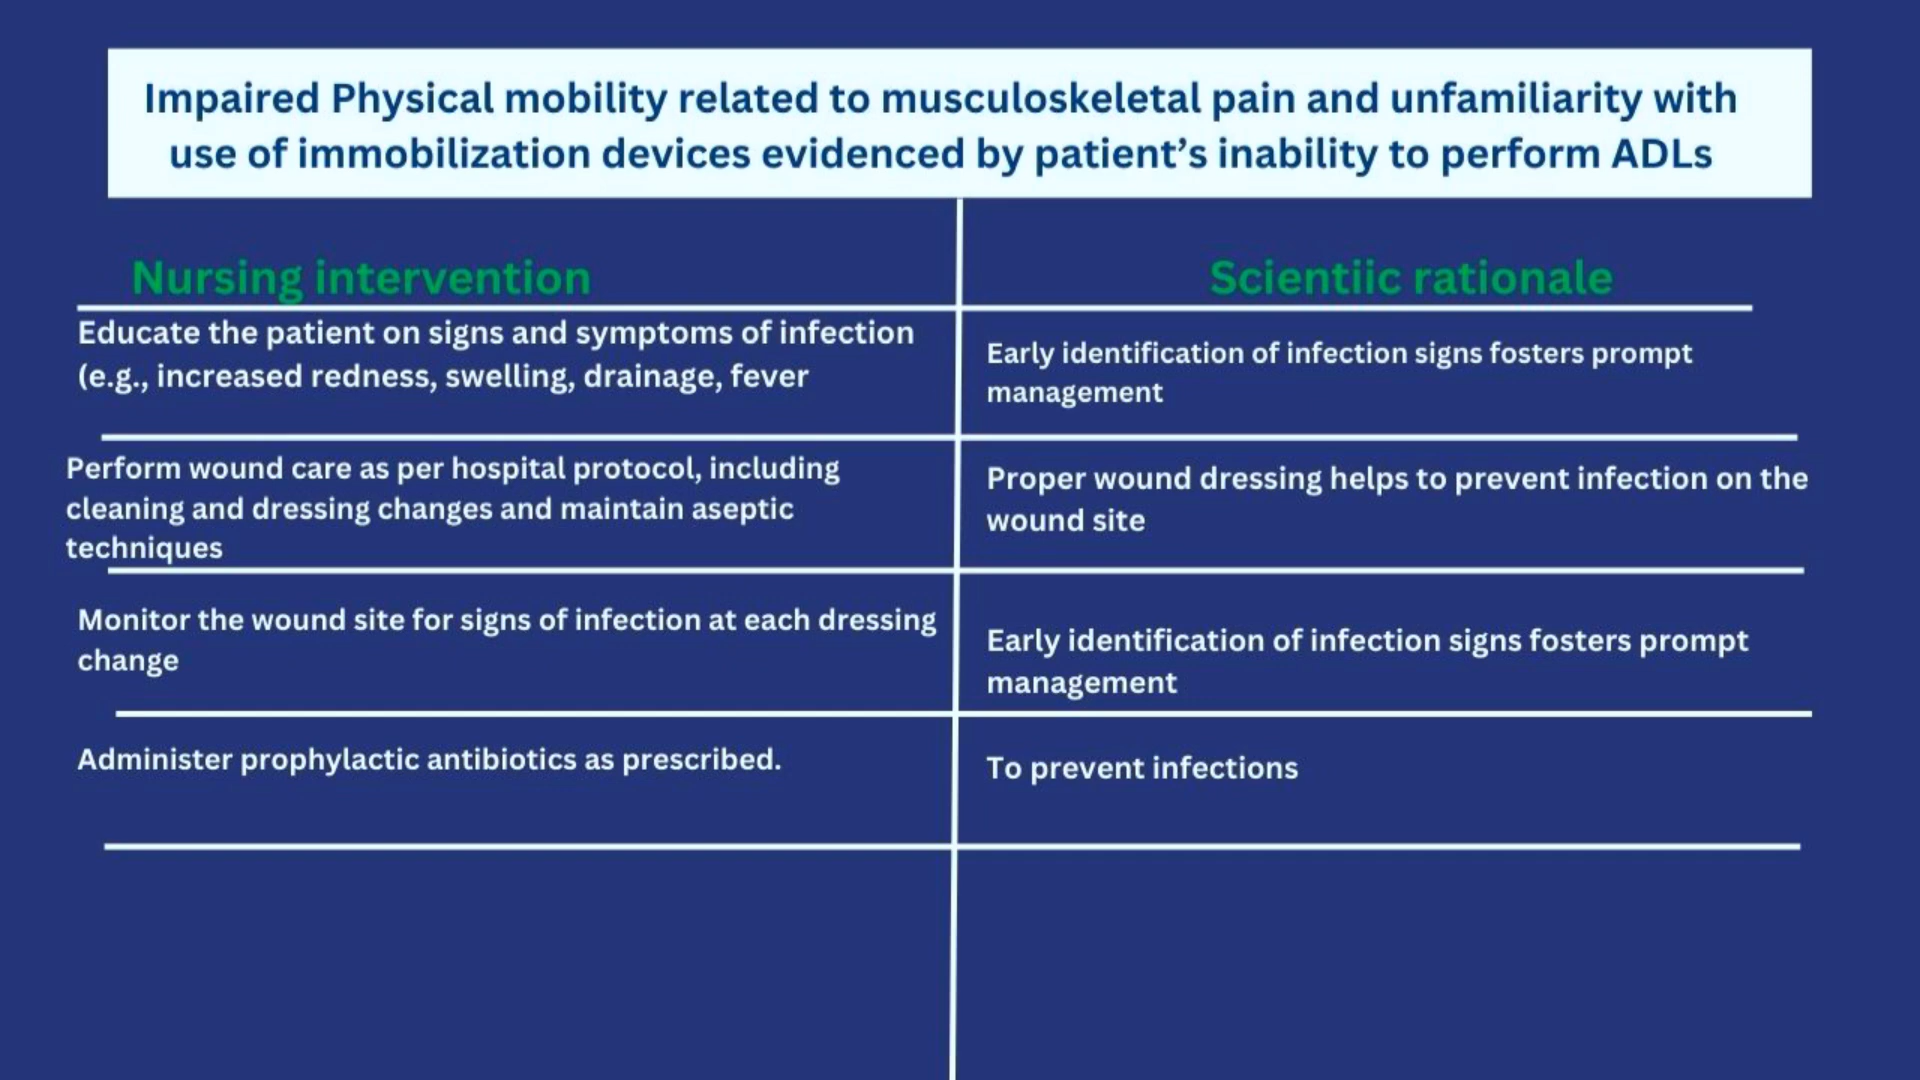 Impaired Physical mobility related to musculoskeletal pain and unfamiliarity with
use of immobilization devices evidenced by patient’s inability to perform ADLs
Nursing intervention
Scientiic rationale
Educate the patient on signs and symptoms of infection
(e.g., increased redness, swelling, drainage, fever
Early identification of infection signs fosters prompt
management
Perform wound care as per hospital protocol, including
cleaning and dressing changes and maintain aseptic
techniques
Proper wound dressing helps to prevent infection on the
wound site
Monitor the wound site for signs of infection at each dressing
change
Early identification of infection signs fosters prompt
management
Administer prophylactic antibiotics as prescribed.
To prevent infections